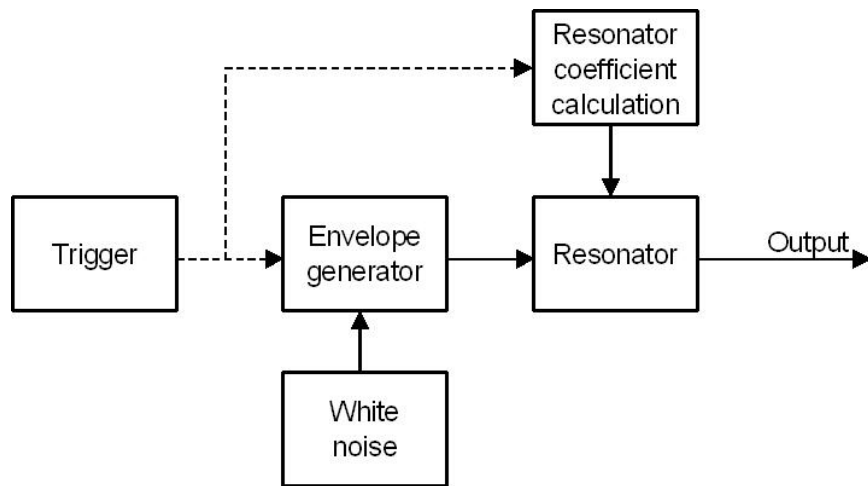 Resonator
coefficient
calculation
Trigger
Envelope
generator
Resonator
Output
White
noise